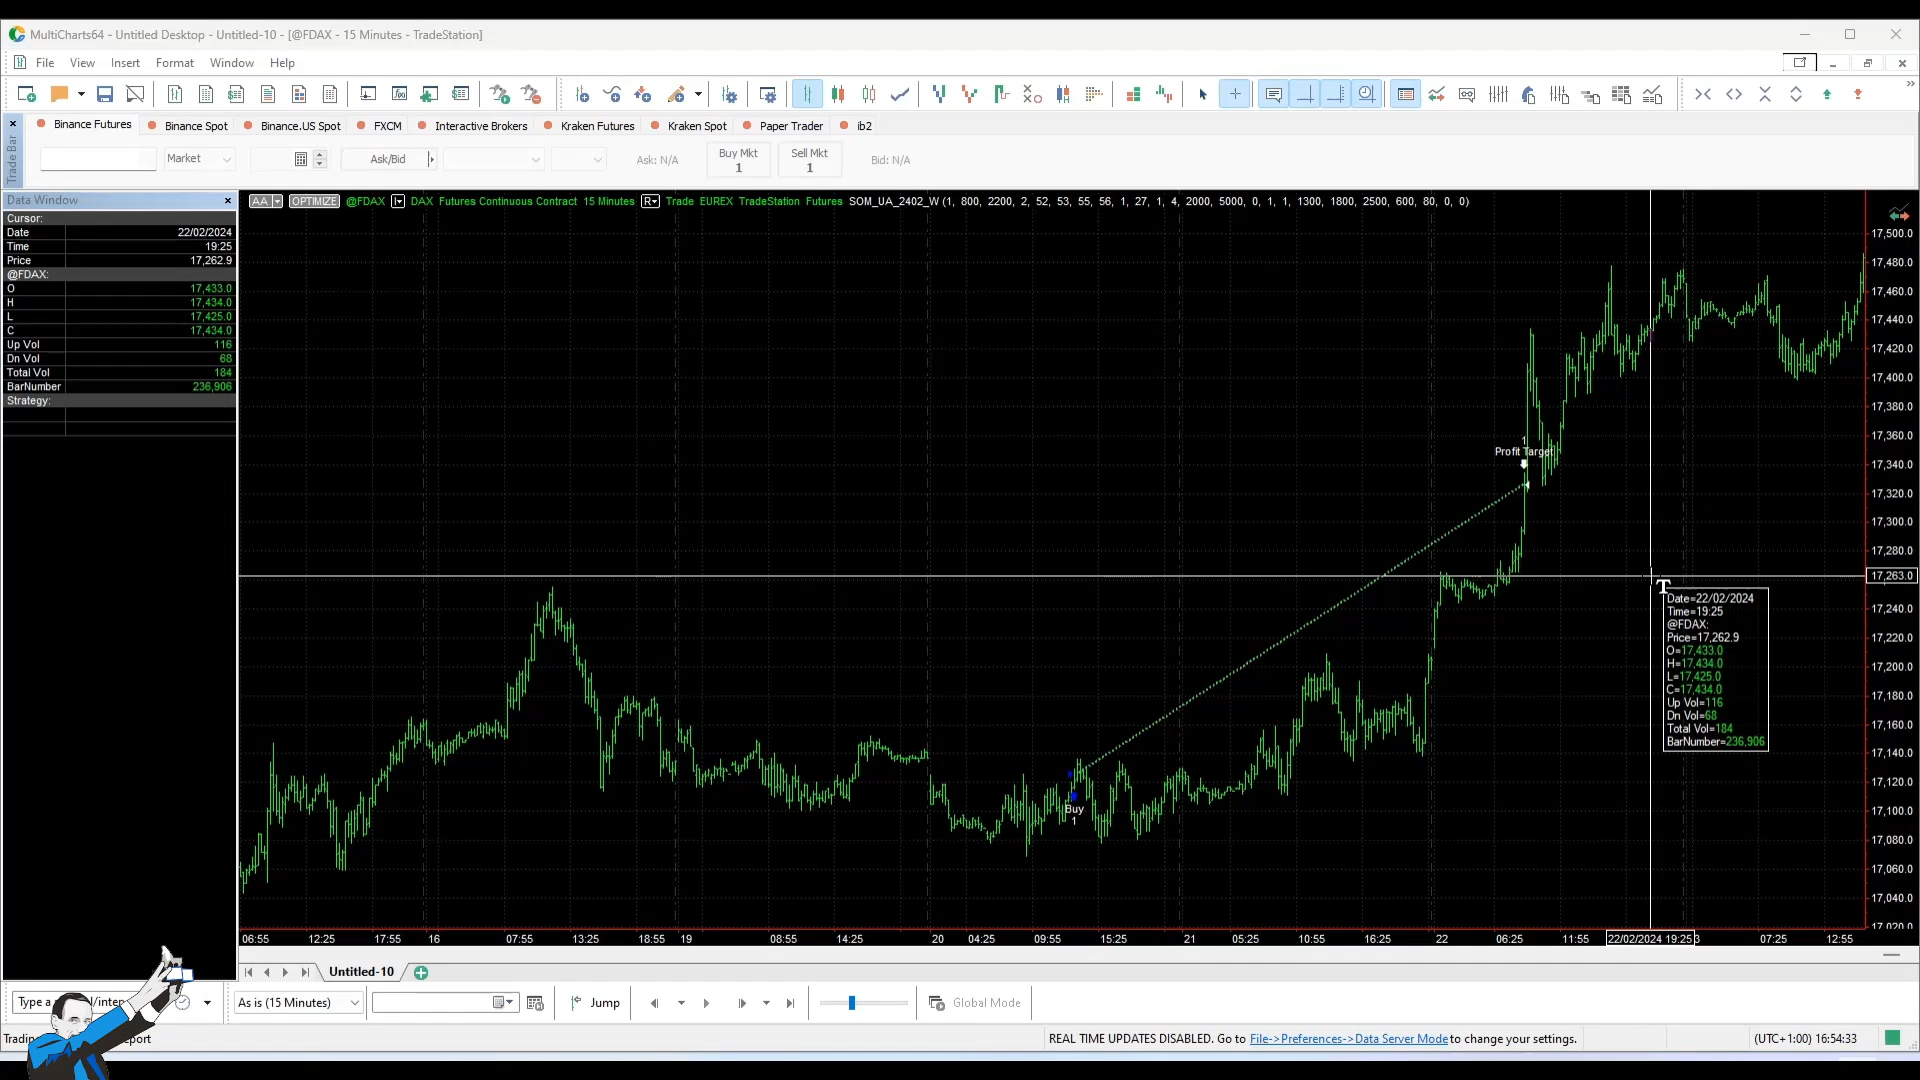 MultiCharts64 - Untitled Desktop - Untitled-10 - [@FDAX - 15 Minutes - TradeStation]
File View Insert Format Window Help
Binance Futures Binance Spot Binance.US Spot FXCM Interactive Brokers Kraken Futures Kraken Spot Paper Trader ib2
Trade Bar
Market Ask/Bid Ask: N/A Buy Mkt 1 Sell Mkt 1 Bid: N/A
Data Window
AA OPTIMIZE @FDAX DAX Futures Continuous Contract 15 Minutes R Trade EUREX TradeStation Futures SOM_UA_2402_W (1, 800, 2200, 2, 52, 53, 55, 56, 1, 27, 1, 4, 2000, 5000, 0, 1, 1, 1300, 1800, 2500, 600, 80, 0, 0)
Cursor:
Date 22/02/2024
Time 19:25
Price 17,262.9
@FDAX:
O 17,433.0
H 17,434.0
L 17,425.0
C 17,434.0
Up Vol 116
Dn Vol 68
Total Vol 184
BarNumber 236,906
Strategy:
17,500.0
17,480.0
17,460.0
17,440.0
17,420.0
17,400.0
17,380.0
17,360.0
17,340.0
17,320.0
17,300.0
17,280.0
17,263.0
17,240.0
17,220.0
17,200.0
17,180.0
17,160.0
17,140.0
17,120.0
17,100.0
17,080.0
17,060.0
17,040.0
17,020.0
1
Profit Target
Buy
1
Date=22/02/2024
Time=19:25
@FDAX:
Price=17,262.9
O=17,433.0
H=17,434.0
L=17,425.0
C=17,434.0
Up Vol=116
Dn Vol=68
Total Vol=184
BarNumber=236,906
06:55 12:25 17:55 16 07:55 13:25 18:55 19 08:55 14:25 20 04:25 09:55 15:25 21 05:25 10:55 16:25 22 06:25 11:55 22/02/2024 19:25 3 07:25 12:55
Untitled-10
Type a As is (15 Minutes) Jump Global Mode
REAL TIME UPDATES DISABLED. Go to File->Preferences->Data Server Mode to change your settings. (UTC+1:00) 16:54:33